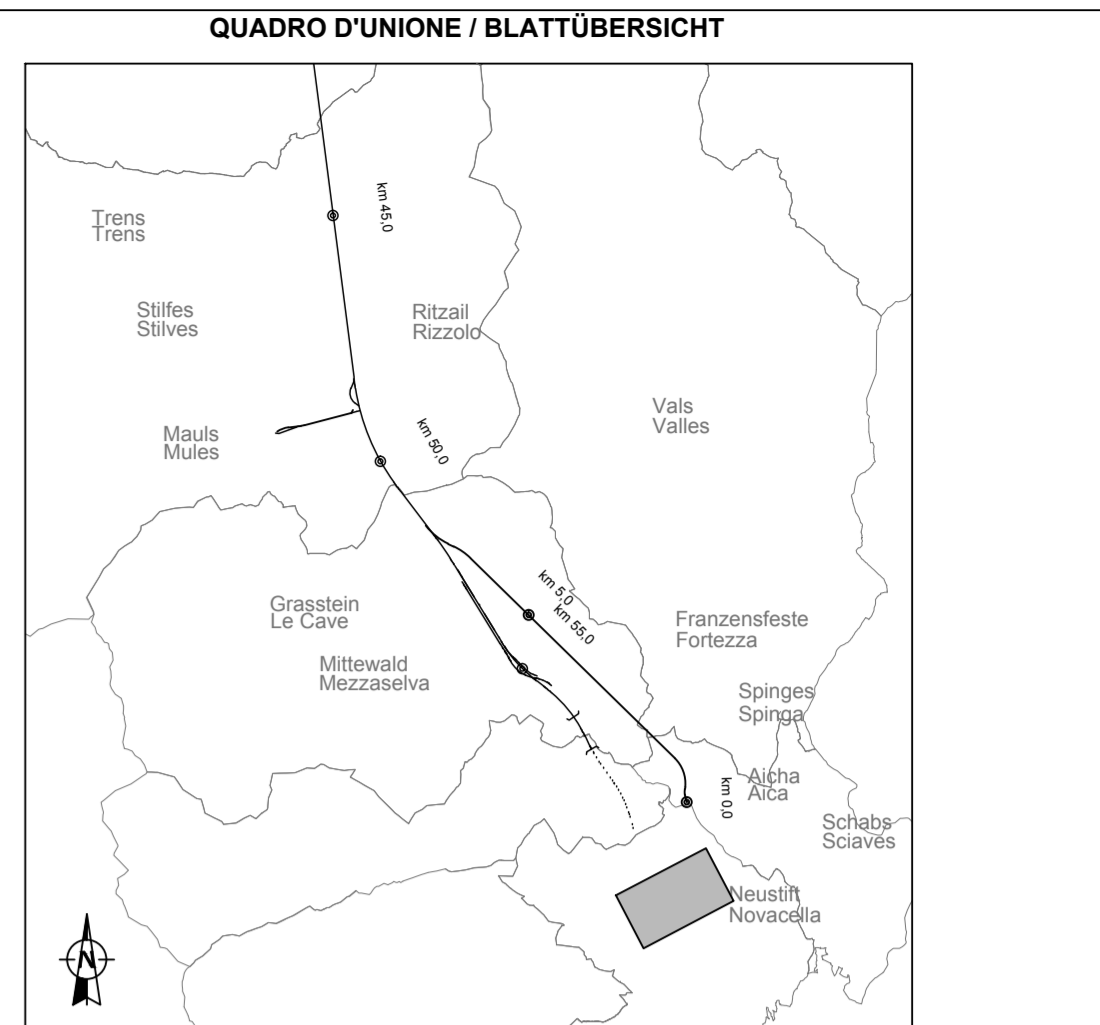 QUADRO D'UNIONE / BLATTÜBERSICHT
km 45,0
Trens
Trens
Stilfes
Stilves
Ritzail
Rizzolo
Vals
Valles
Mauls
Mules
km 50,0
km 5,0
km 55,0
Grasstein
Le Cave
Franzensfeste
Fortezza
Mittewald
Mezzaselva
Spinges
Spinga
Aicha
Aica
km 0,0
Schabs
Sciaves
Neustift
Novacella
N